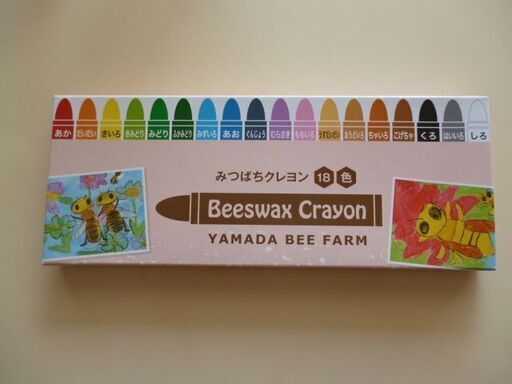 あか だいだい きいろ きみどり みどり ふかみどり みずいろ あお ぐんじょう むらさき ももいろ うすだいだい おうどいろ ちゃいろ こげちゃ くろ はいいろ しろ
みつばちクレヨン 18 色
Beeswax Crayon
YAMADA BEE FARM